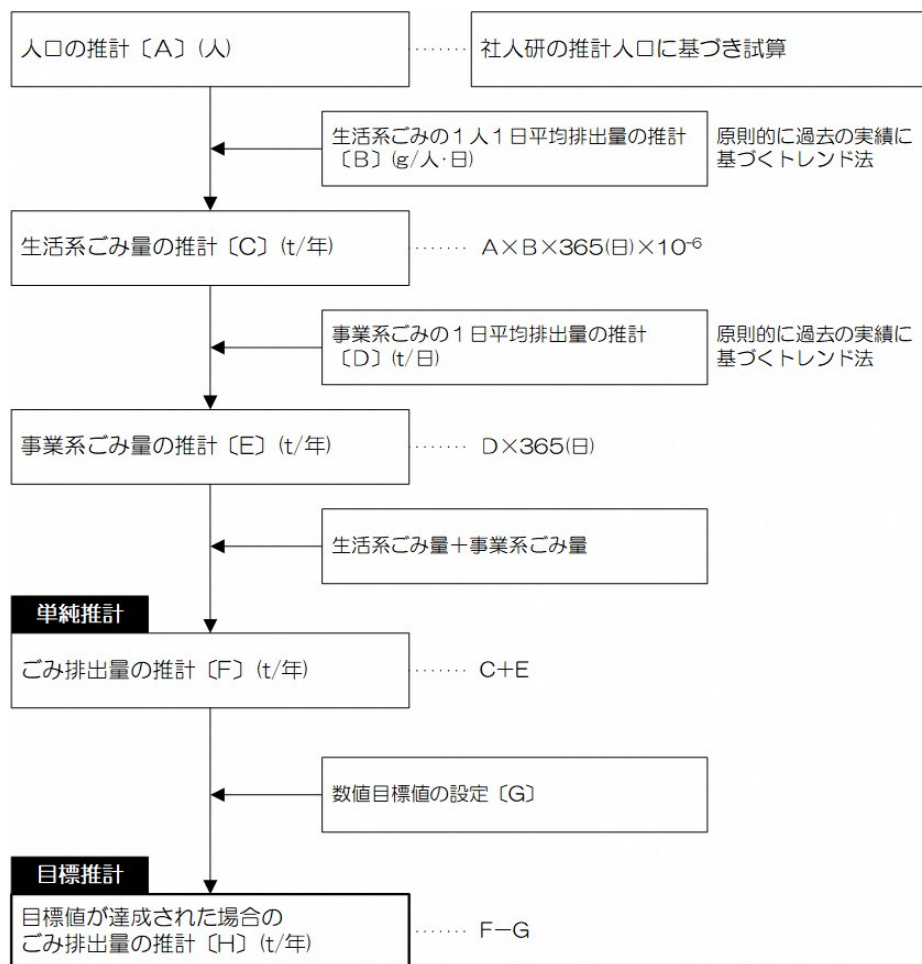 人口の推計〔A〕(人)
社人研の推計人口に基づき試算
生活系ごみの1人1日平均排出量の推計
〔B〕(g/人･日)
原則的に過去の実績に
基づくトレンド法
生活系ごみ量の推計〔C〕(t/年)
A×B×365(日)×10⁻⁶
事業系ごみの1日平均排出量の推計
〔D〕(t/日)
原則的に過去の実績に
基づくトレンド法
事業系ごみ量の推計〔E〕(t/年)
D×365(日)
生活系ごみ量＋事業系ごみ量
単純推計
ごみ排出量の推計〔F〕(t/年)
C+E
数値目標値の設定〔G〕
目標推計
目標値が達成された場合の
ごみ排出量の推計〔H〕(t/年)
F−G